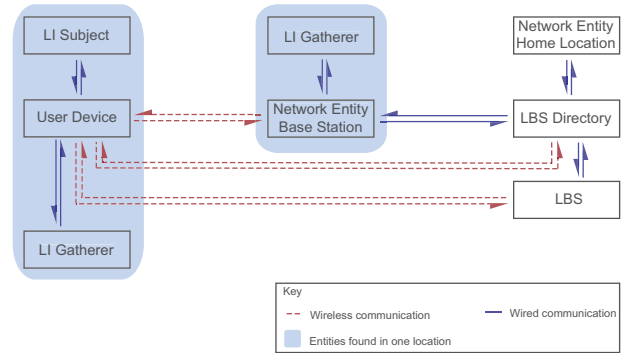 LI Subject
LI Gatherer
Network Entity
Home Location
User Device
Network Entity
Base Station
LBS Directory
LBS
LI Gatherer
Key
Wireless communication
Wired communication
Entities found in one location